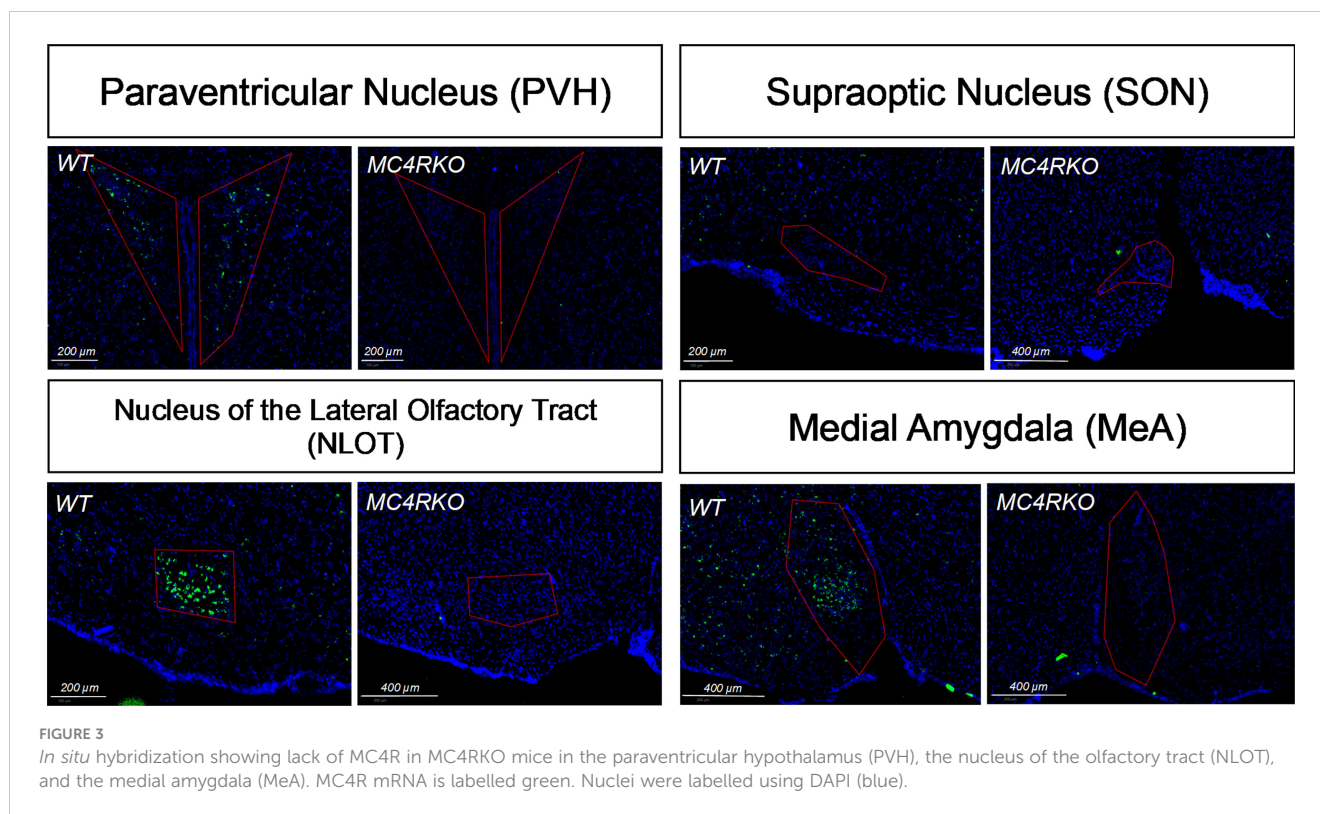 Paraventricular Nucleus (PVH)
Supraoptic Nucleus (SON)
WT
MC4RKO
WT
MC4RKO
200 µm
200 µm
200 µm
400 µm
Nucleus of the Lateral Olfactory Tract
(NLOT)
Medial Amygdala (MeA)
WT
MC4RKO
WT
MC4RKO
200 µm
400 µm
400 µm
400 µm
FIGURE 3
In situ hybridization showing lack of MC4R in MC4RKO mice in the paraventricular hypothalamus (PVH), the nucleus of the olfactory tract (NLOT),
and the medial amygdala (MeA). MC4R mRNA is labelled green. Nuclei were labelled using DAPI (blue).